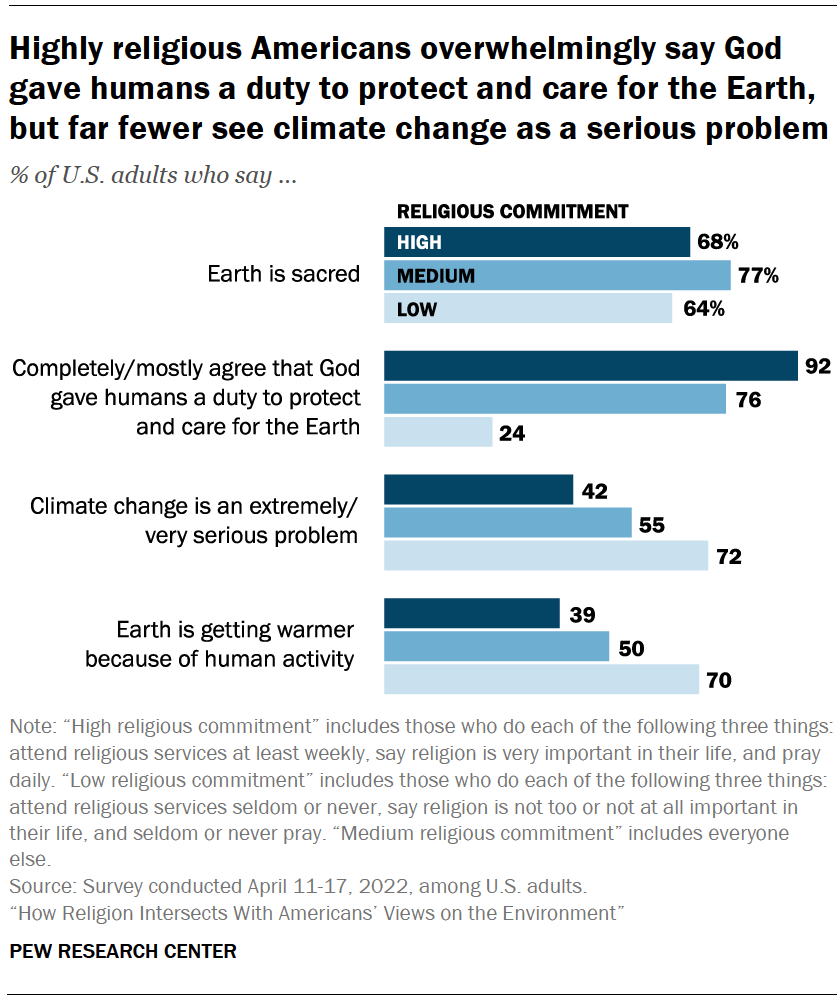 Highly religious Americans overwhelmingly say God
gave humans a duty to protect and care for the Earth,
but far fewer see climate change as a serious problem
% of U.S. adults who say ...
RELIGIOUS COMMITMENT
Earth is sacred
HIGH 68%
MEDIUM 77%
LOW 64%
Completely/mostly agree that God
gave humans a duty to protect
and care for the Earth
92
76
24
Climate change is an extremely/
very serious problem
42
55
72
Earth is getting warmer
because of human activity
39
50
70
Note: “High religious commitment” includes those who do each of the following three things:
attend religious services at least weekly, say religion is very important in their life, and pray
daily. “Low religious commitment” includes those who do each of the following three things:
attend religious services seldom or never, say religion is not too or not at all important in
their life, and seldom or never pray. “Medium religious commitment” includes everyone
else.
Source: Survey conducted April 11-17, 2022, among U.S. adults.
“How Religion Intersects With Americans’ Views on the Environment”
PEW RESEARCH CENTER